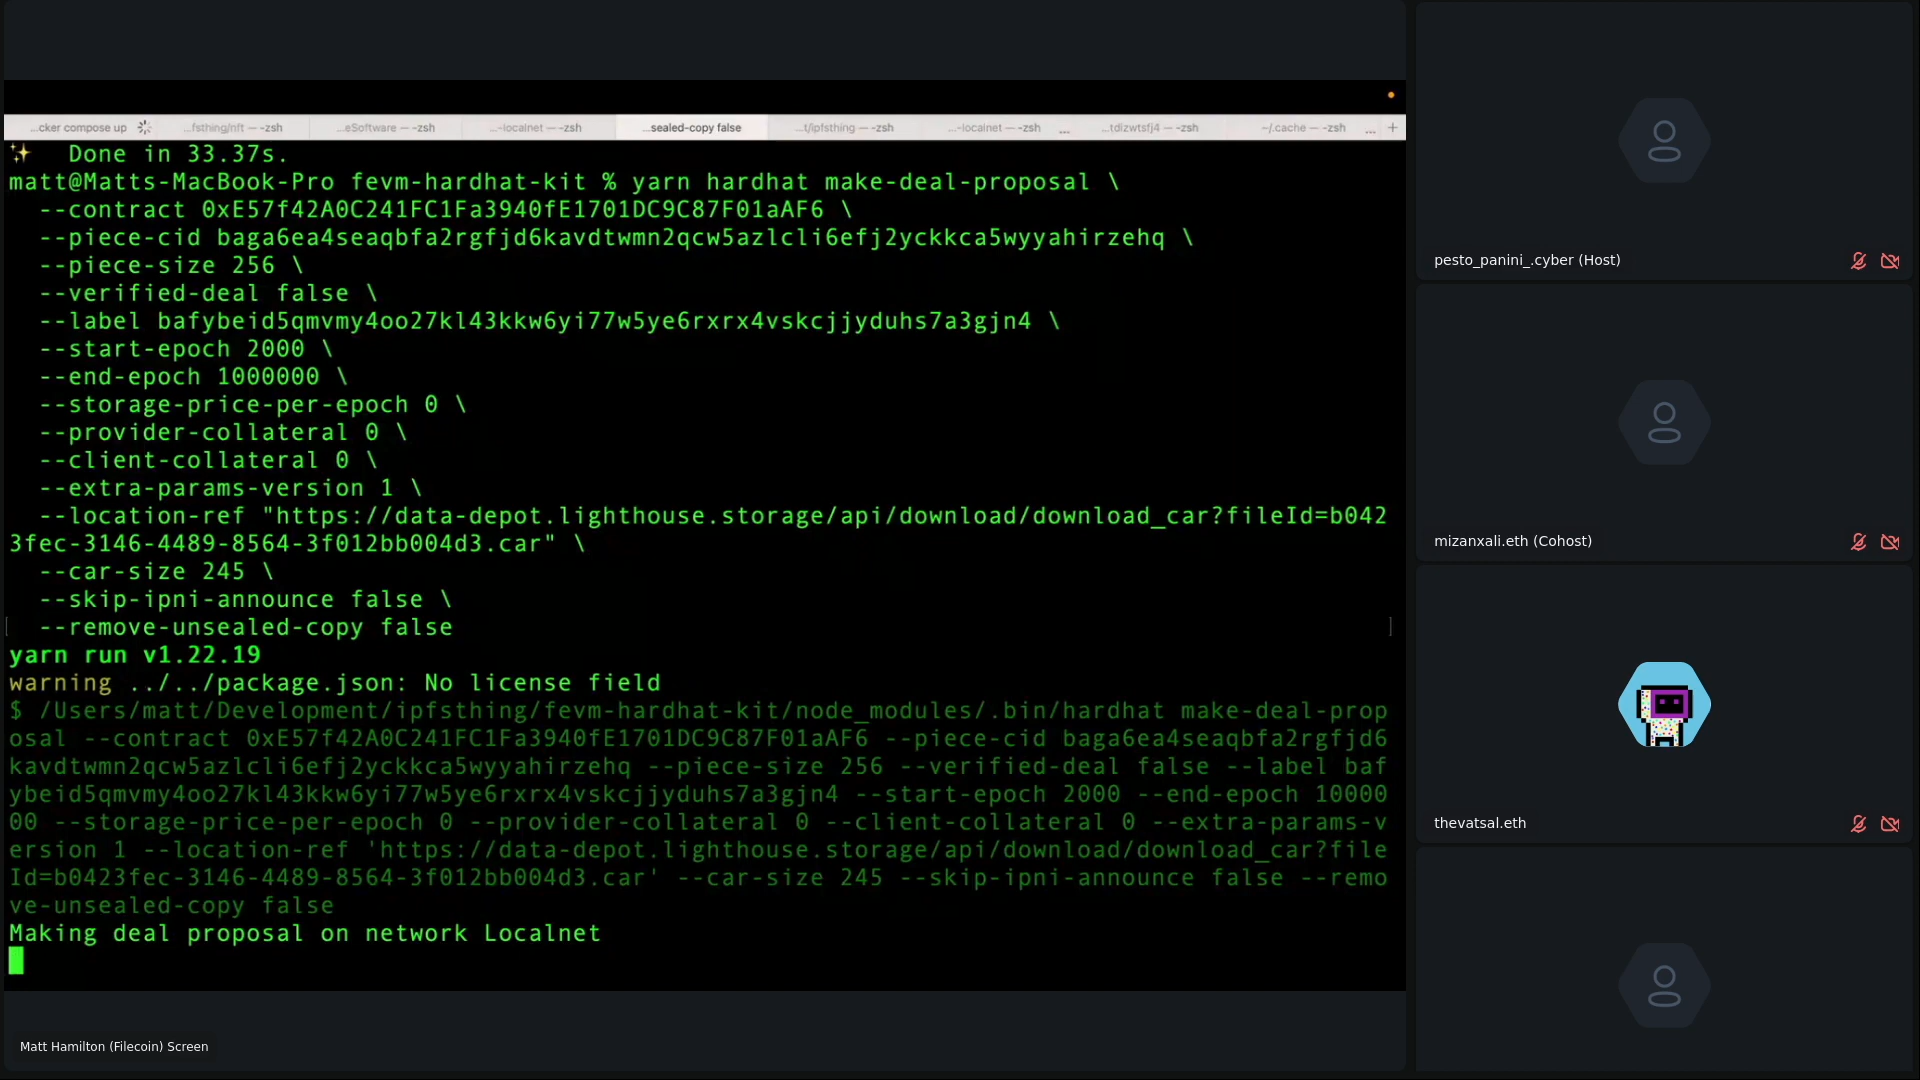 ...cker compose up
...fsthing/nft — -zsh
...eSoftware — -zsh
...-localnet — -zsh
...sealed-copy false
...t/ipfsthing — -zsh
...-localnet — -zsh ...
...tdizwtsfj4 — -zsh
~/.cache — -zsh ... +
✨ Done in 33.37s.
matt@Matts-MacBook-Pro fevm-hardhat-kit % yarn hardhat make-deal-proposal \
--contract 0xE57f42A0C241FC1Fa3940fE1701DC9C87F01aAF6 \
--piece-cid baga6ea4seaqbfa2rgfjd6kavdtwmn2qcw5azlcli6efj2yckkca5wyyahirzehq \
--piece-size 256 \
--verified-deal false \
--label bafybeid5qmvmy4oo27kl43kkw6yi77w5ye6rxrx4vskcjjyduhs7a3gjn4 \
--start-epoch 2000 \
--end-epoch 1000000 \
--storage-price-per-epoch 0 \
--provider-collateral 0 \
--client-collateral 0 \
--extra-params-version 1 \
--location-ref "https://data-depot.lighthouse.storage/api/download/download_car?fileId=b042
3fec-3146-4489-8564-3f012bb004d3.car" \
--car-size 245 \
--skip-ipni-announce false \
[ --remove-unsealed-copy false ]
yarn run v1.22.19
warning ../../package.json: No license field
$ /Users/matt/Development/ipfsthing/fevm-hardhat-kit/node_modules/.bin/hardhat make-deal-prop
osal --contract 0xE57f42A0C241FC1Fa3940fE1701DC9C87F01aAF6 --piece-cid baga6ea4seaqbfa2rgfjd6
kavdtwmn2qcw5azlcli6efj2yckkca5wyyahirzehq --piece-size 256 --verified-deal false --label baf
ybeid5qmvmy4oo27kl43kkw6yi77w5ye6rxrx4vskcjjyduhs7a3gjn4 --start-epoch 2000 --end-epoch 10000
00 --storage-price-per-epoch 0 --provider-collateral 0 --client-collateral 0 --extra-params-v
ersion 1 --location-ref 'https://data-depot.lighthouse.storage/api/download/download_car?file
Id=b0423fec-3146-4489-8564-3f012bb004d3.car' --car-size 245 --skip-ipni-announce false --remo
ve-unsealed-copy false
Making deal proposal on network Localnet
Matt Hamilton (Filecoin) Screen
pesto_panini_.cyber (Host)
mizanxali.eth (Cohost)
thevatsal.eth